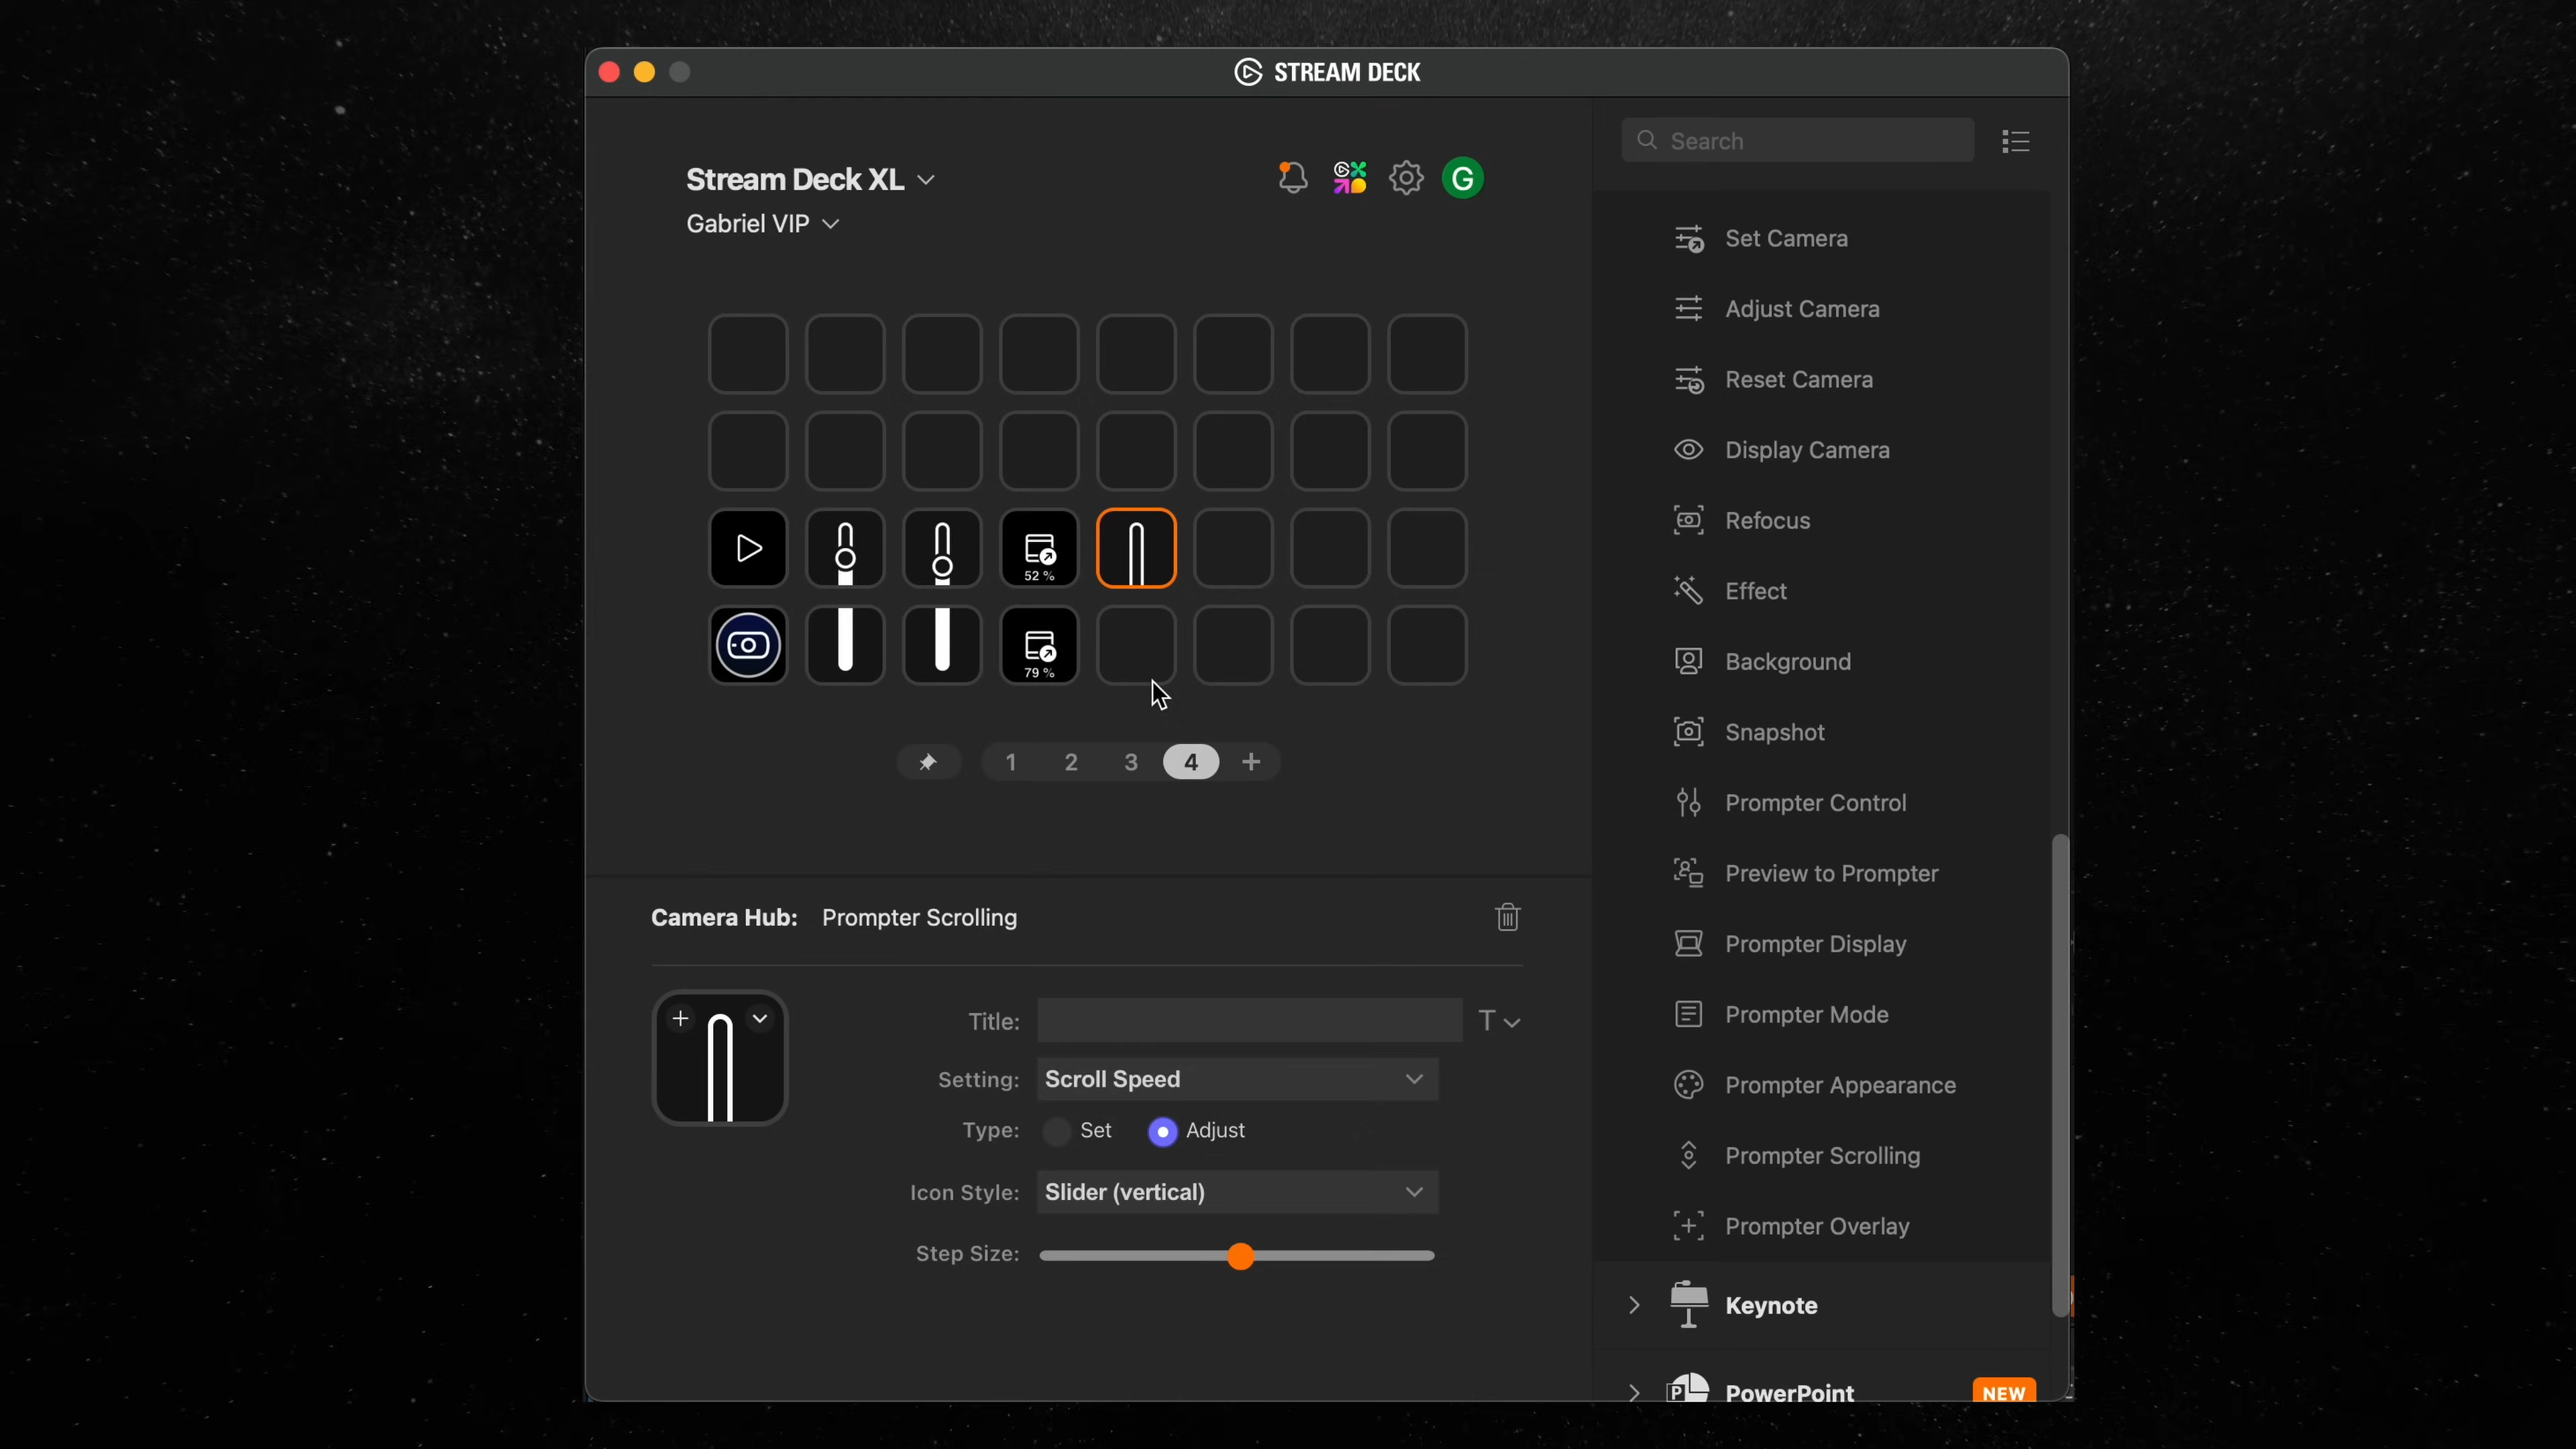 STREAM DECK
Search
Stream Deck XL
Gabriel VIP
G
Set Camera
Adjust Camera
Reset Camera
Display Camera
Refocus
Effect
Background
Snapshot
Prompter Control
Preview to Prompter
Prompter Display
Prompter Mode
Prompter Appearance
Prompter Scrolling
Prompter Overlay
Keynote
PowerPoint NEW
52 %
79 %
1 2 3 4 +
Camera Hub: Prompter Scrolling
Title: T
Setting: Scroll Speed
Type: Set Adjust
Icon Style: Slider (vertical)
Step Size: